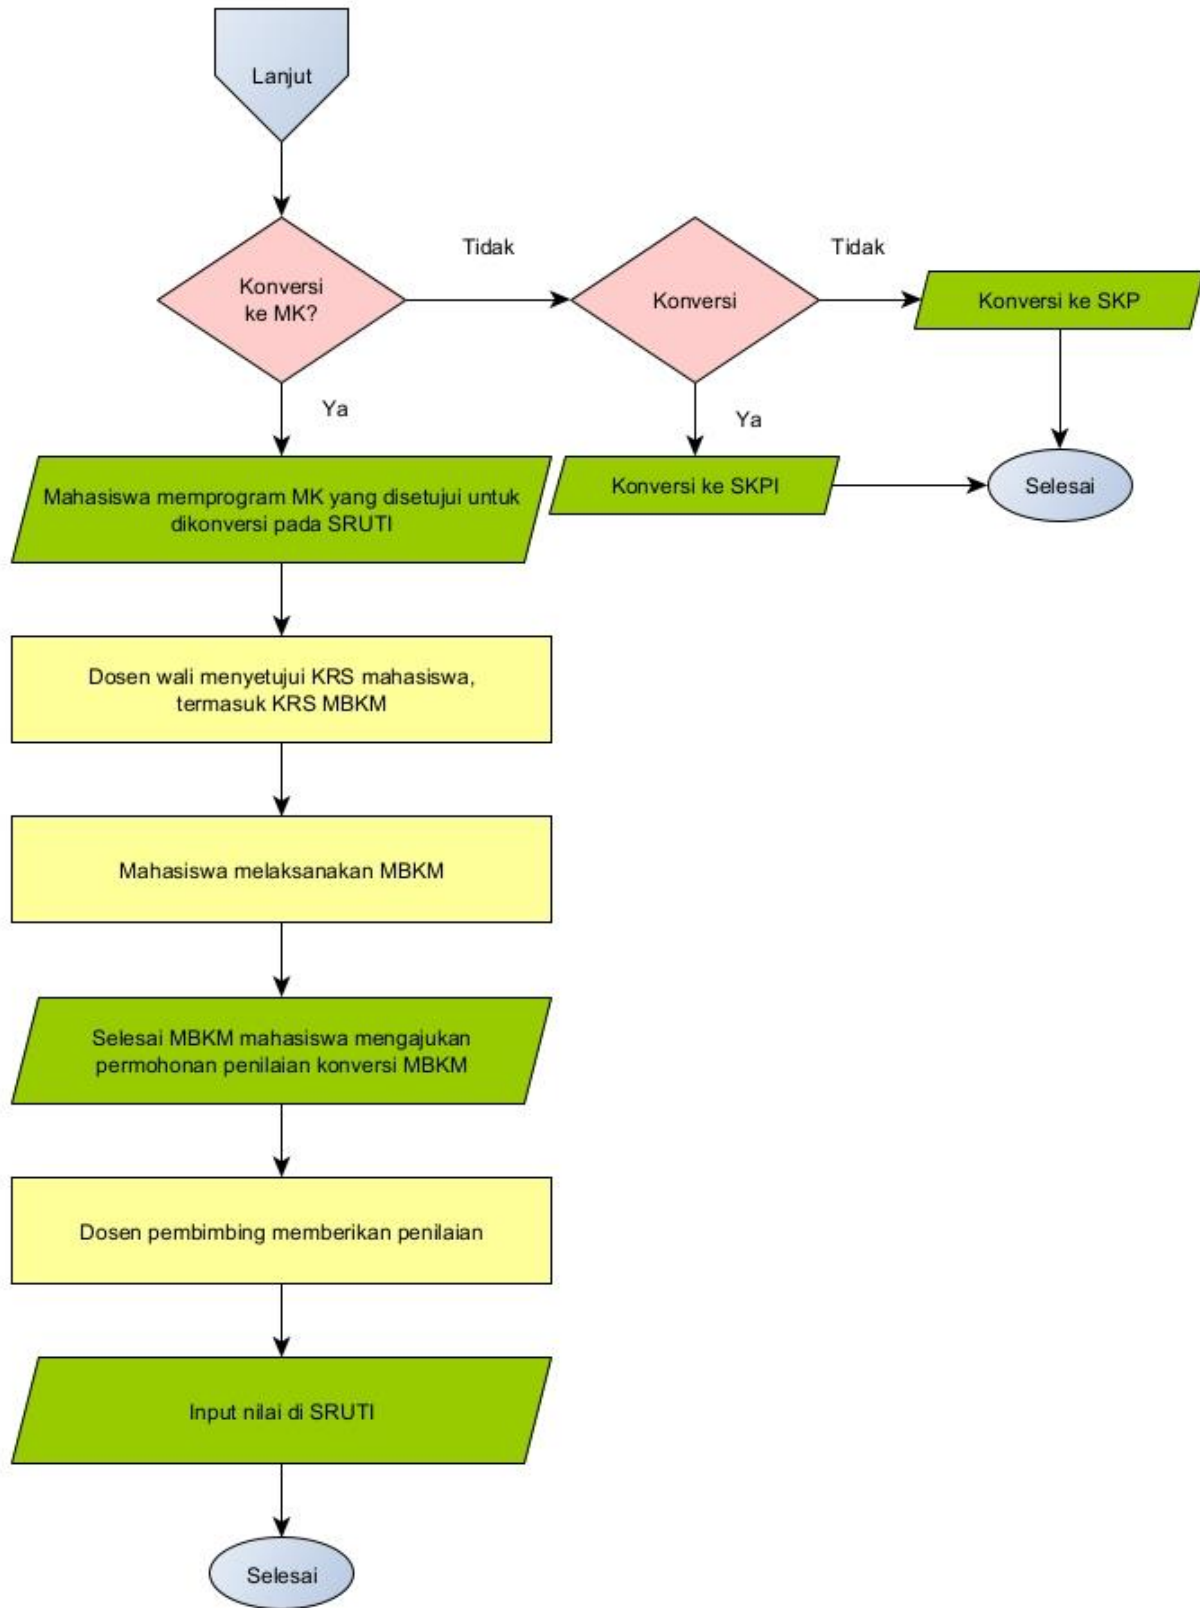 Lanjut
Tidak
Tidak
Konversi
ke MK?
Konversi
Konversi ke SKP
Ya
Ya
Mahasiswa memprogram MK yang disetujui untuk
dikonversi pada SRUTI
Konversi ke SKPI
Selesai
Dosen wali menyetujui KRS mahasiswa,
termasuk KRS MBKM
Mahasiswa melaksanakan MBKM
Selesai MBKM mahasiswa mengajukan
permohonan penilaian konversi MBKM
Dosen pembimbing memberikan penilaian
Input nilai di SRUTI
Selesai